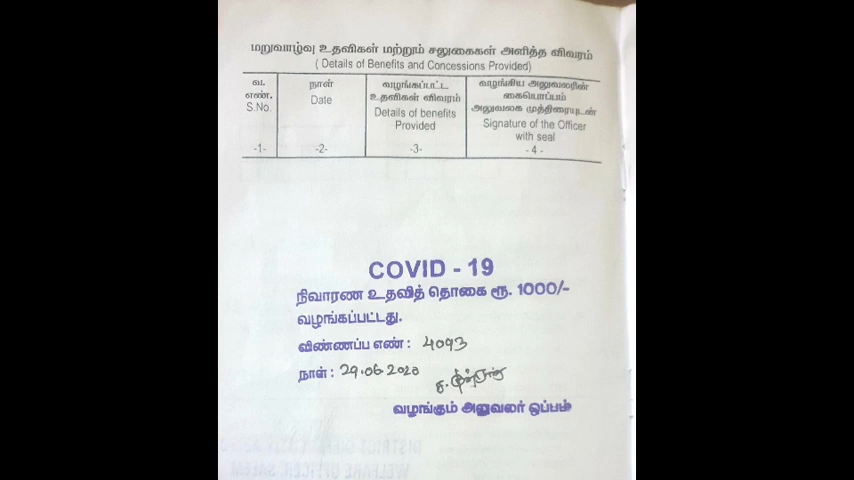 மறுவாழ்வு உதவிகள் மற்றும் சலுகைகள் அளித்த விவரம்
( Details of Benefits and Concessions Provided)
வ. எண். S.No.
நாள் Date
வழங்கப்பட்ட உதவிகள் விவரம் Details of benefits Provided
வழங்கிய அலுவலரின் கையொப்பம் அலுவலக முத்திரையுடன் Signature of the Officer with seal
-1- -2- -3- - 4 -
COVID - 19
நிவாரண உதவித் தொகை ரூ. 1000/-
வழங்கப்பட்டது.
விண்ணப்ப எண் : 4093
நாள் : 29.06.2020
வழங்கும் அலுவலர் ஒப்பம்